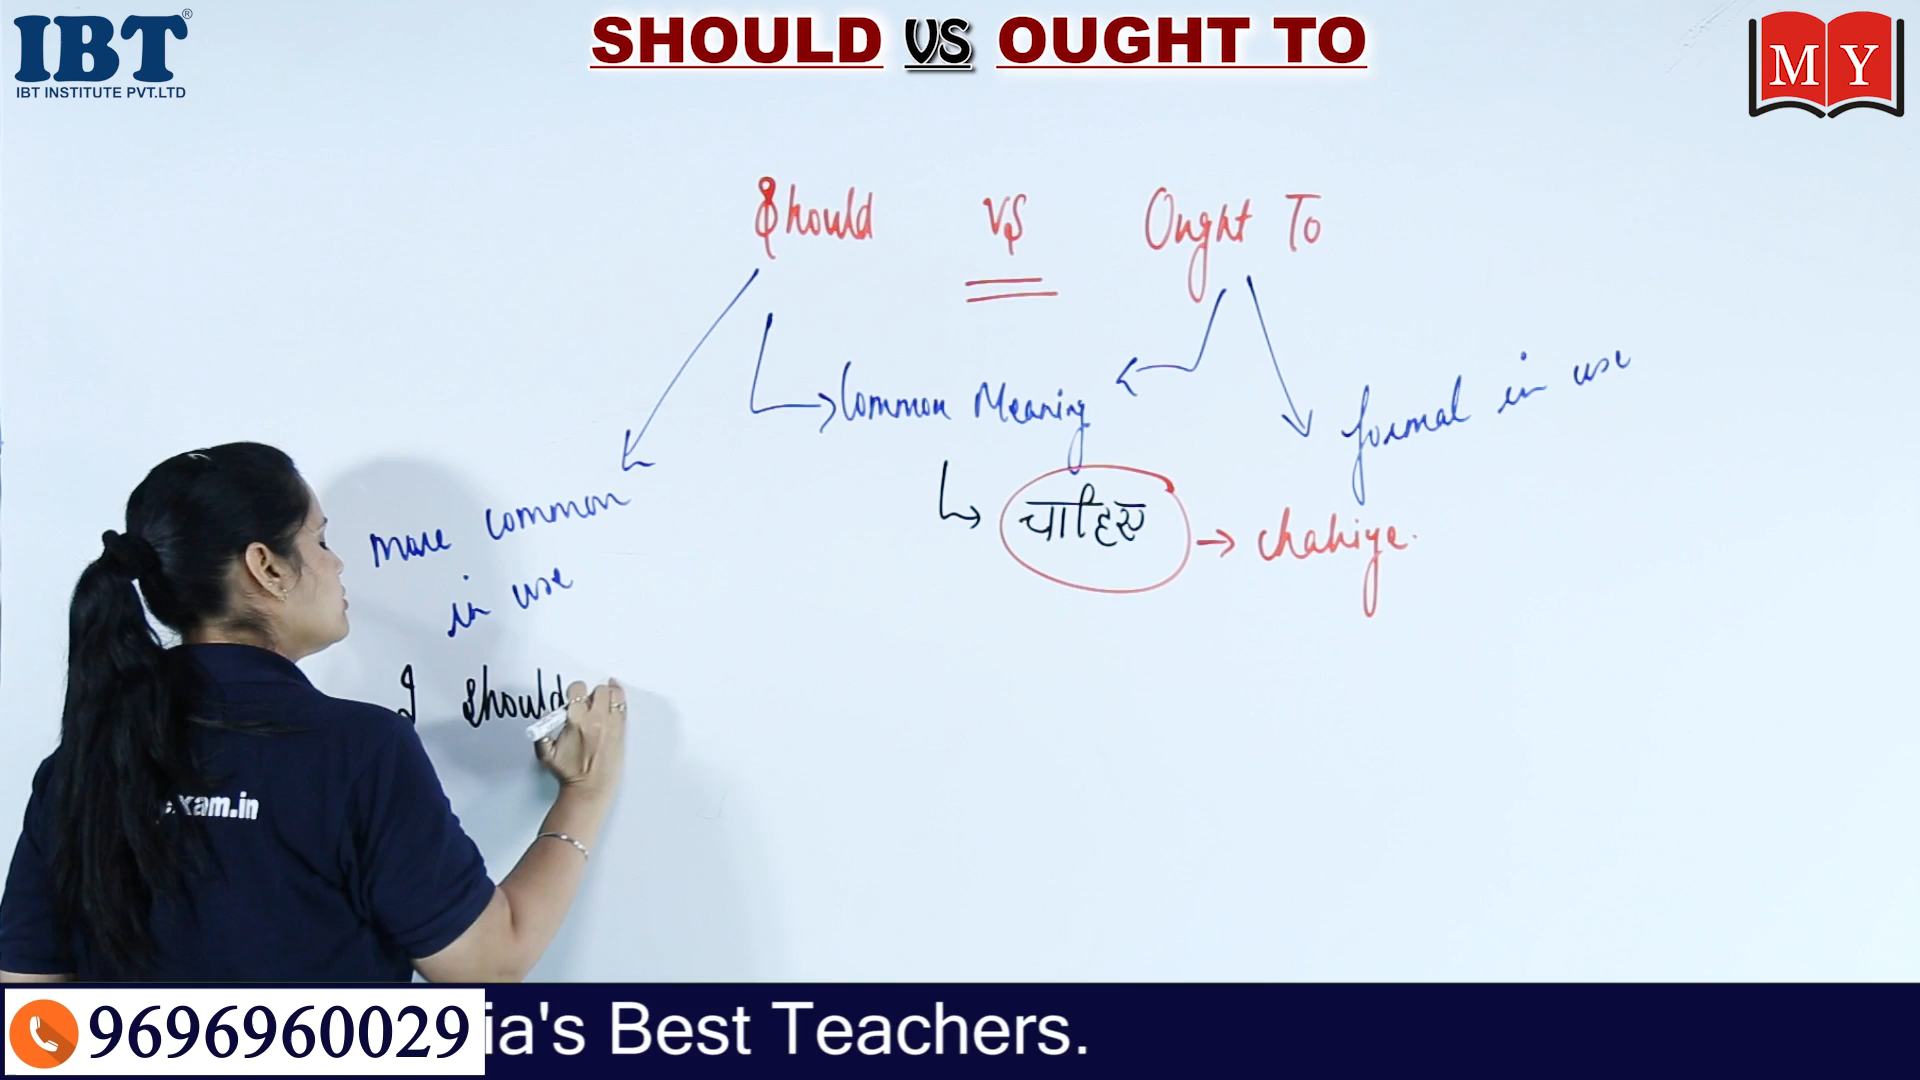 IBT®
IBT INSTITUTE PVT.LTD
SHOULD VS OUGHT TO
M Y
Should VS Ought To
Common Meaning
formal in use
more common
in use
चाहिए → chahiye.
I should
xam.in
9696960029
ia's Best Teachers.